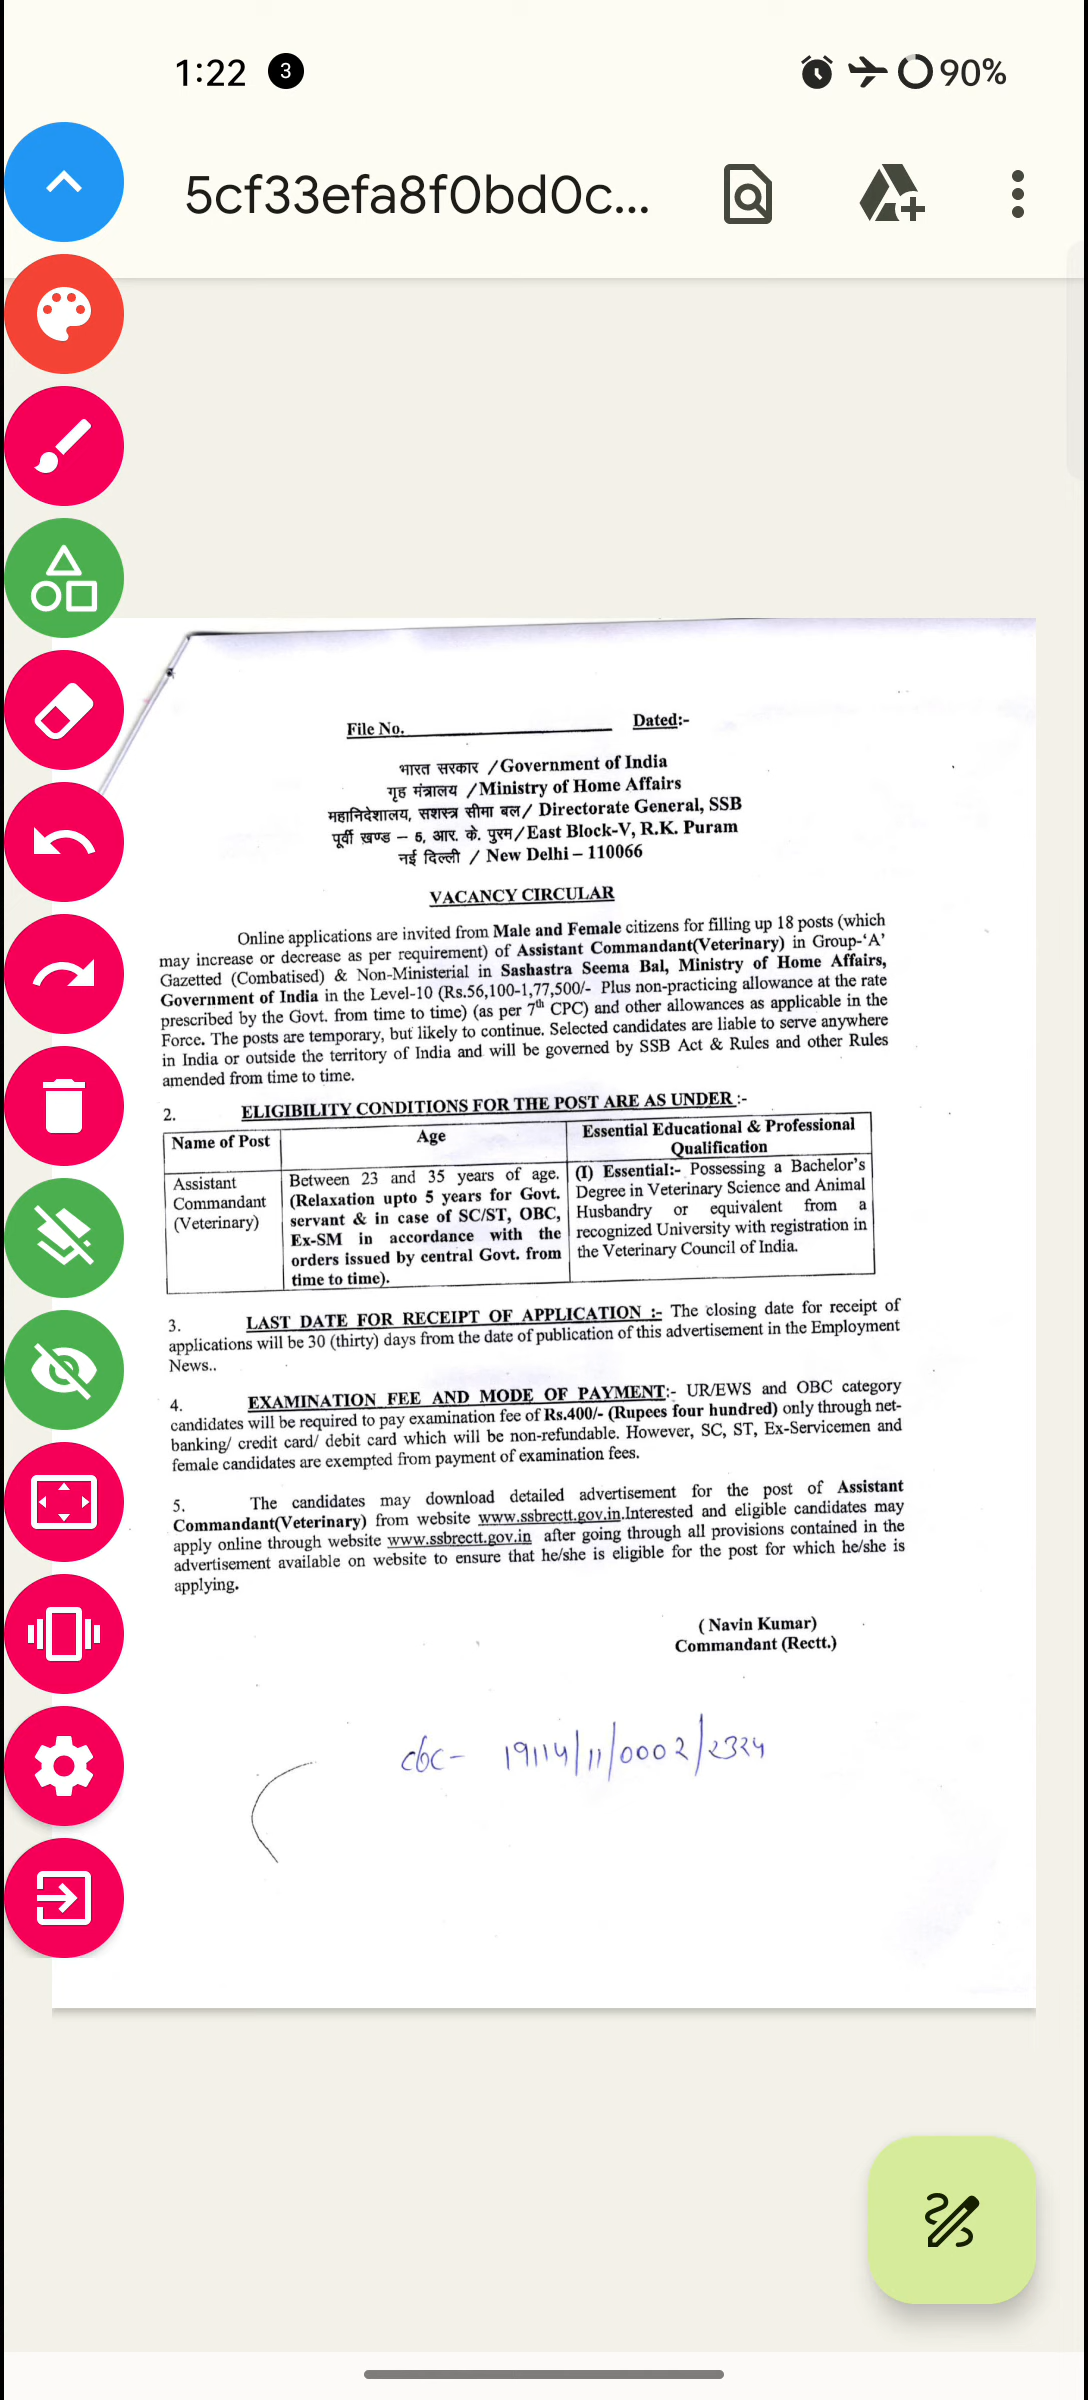 1:22 3 90%
5cf33efa8f0bd0c...
File No. Dated:-
भारत सरकार /Government of India
गृह मंत्रालय /Ministry of Home Affairs
महानिदेशालय, सशस्त्र सीमा बल/ Directorate General, SSB
पूर्वी खण्ड – 5, आर. के. पुरम/East Block-V, R.K. Puram
नई दिल्ली / New Delhi – 110066
VACANCY CIRCULAR
Online applications are invited from Male and Female citizens for filling up 18 posts (which
may increase or decrease as per requirement) of Assistant Commandant(Veterinary) in Group-'A'
Gazetted (Combatised) & Non-Ministerial in Sashastra Seema Bal, Ministry of Home Affairs,
Government of India in the Level-10 (Rs.56,100-1,77,500/- Plus non-practicing allowance at the rate
prescribed by the Govt. from time to time) (as per 7th CPC) and other allowances as applicable in the
Force. The posts are temporary, but likely to continue. Selected candidates are liable to serve anywhere
in India or outside the territory of India and will be governed by SSB Act & Rules and other Rules
amended from time to time.
2. ELIGIBILITY CONDITIONS FOR THE POST ARE AS UNDER :-
Name of Post
Age
Essential Educational & Professional
Qualification
Assistant
Commandant
(Veterinary)
Between 23 and 35 years of age.
(Relaxation upto 5 years for Govt.
servant & in case of SC/ST, OBC,
Ex-SM in accordance with the
orders issued by central Govt. from
time to time).
(I) Essential:- Possessing a Bachelor's
Degree in Veterinary Science and Animal
Husbandry or equivalent from a
recognized University with registration in
the Veterinary Council of India.
3. LAST DATE FOR RECEIPT OF APPLICATION :- The closing date for receipt of
applications will be 30 (thirty) days from the date of publication of this advertisement in the Employment
News..
4. EXAMINATION FEE AND MODE OF PAYMENT:- UR/EWS and OBC category
candidates will be required to pay examination fee of Rs.400/- (Rupees four hundred) only through net-
banking/ credit card/ debit card which will be non-refundable. However, SC, ST, Ex-Servicemen and
female candidates are exempted from payment of examination fees.
5. The candidates may download detailed advertisement for the post of Assistant
Commandant(Veterinary) from website www.ssbrectt.gov.in.Interested and eligible candidates may
apply online through website www.ssbrectt.gov.in after going through all provisions contained in the
advertisement available on website to ensure that he/she is eligible for the post for which he/she is
applying.
( Navin Kumar)
Commandant (Rectt.)
cbc- 19114/11/0002/2324